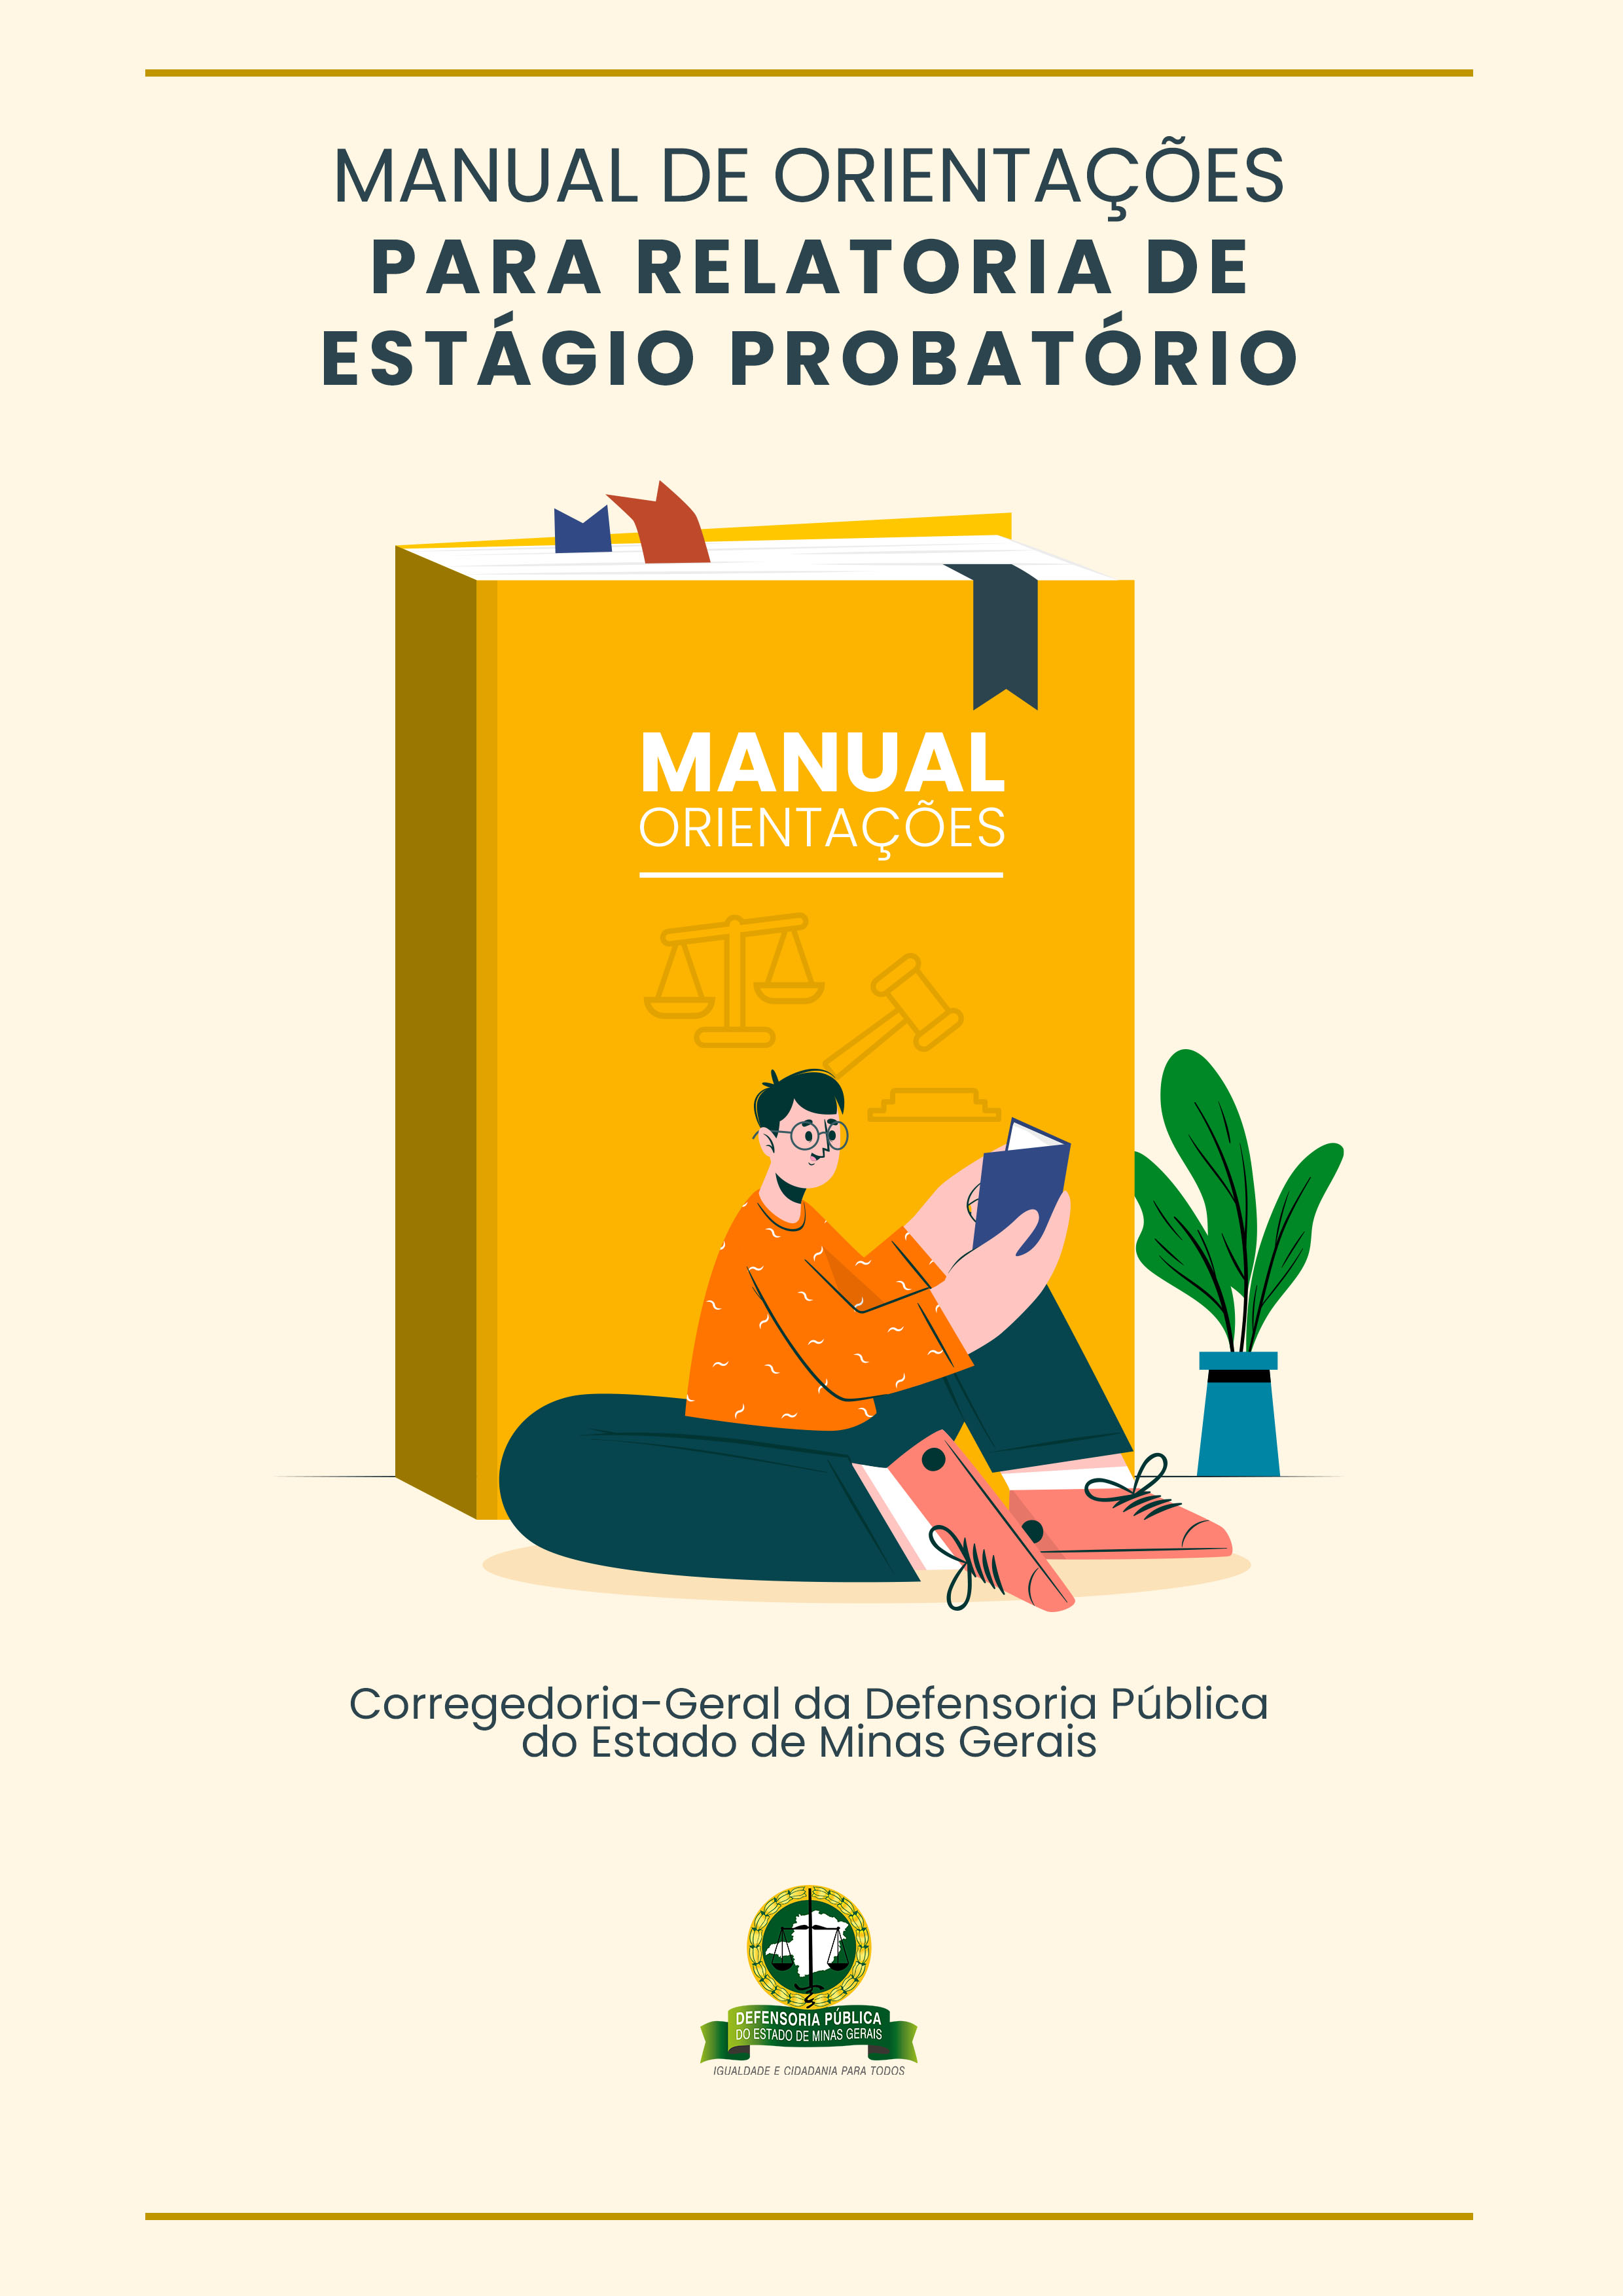 MANUAL DE ORIENTAÇÕES
PARA RELATORIA DE
ESTÁGIO PROBATÓRIO
MANUAL
ORIENTAÇÕES
Corregedoria-Geral da Defensoria Pública
do Estado de Minas Gerais
DEFENSORIA PÚBLICA
DO ESTADO DE MINAS GERAIS
IGUALDADE E CIDADANIA PARA TODOS